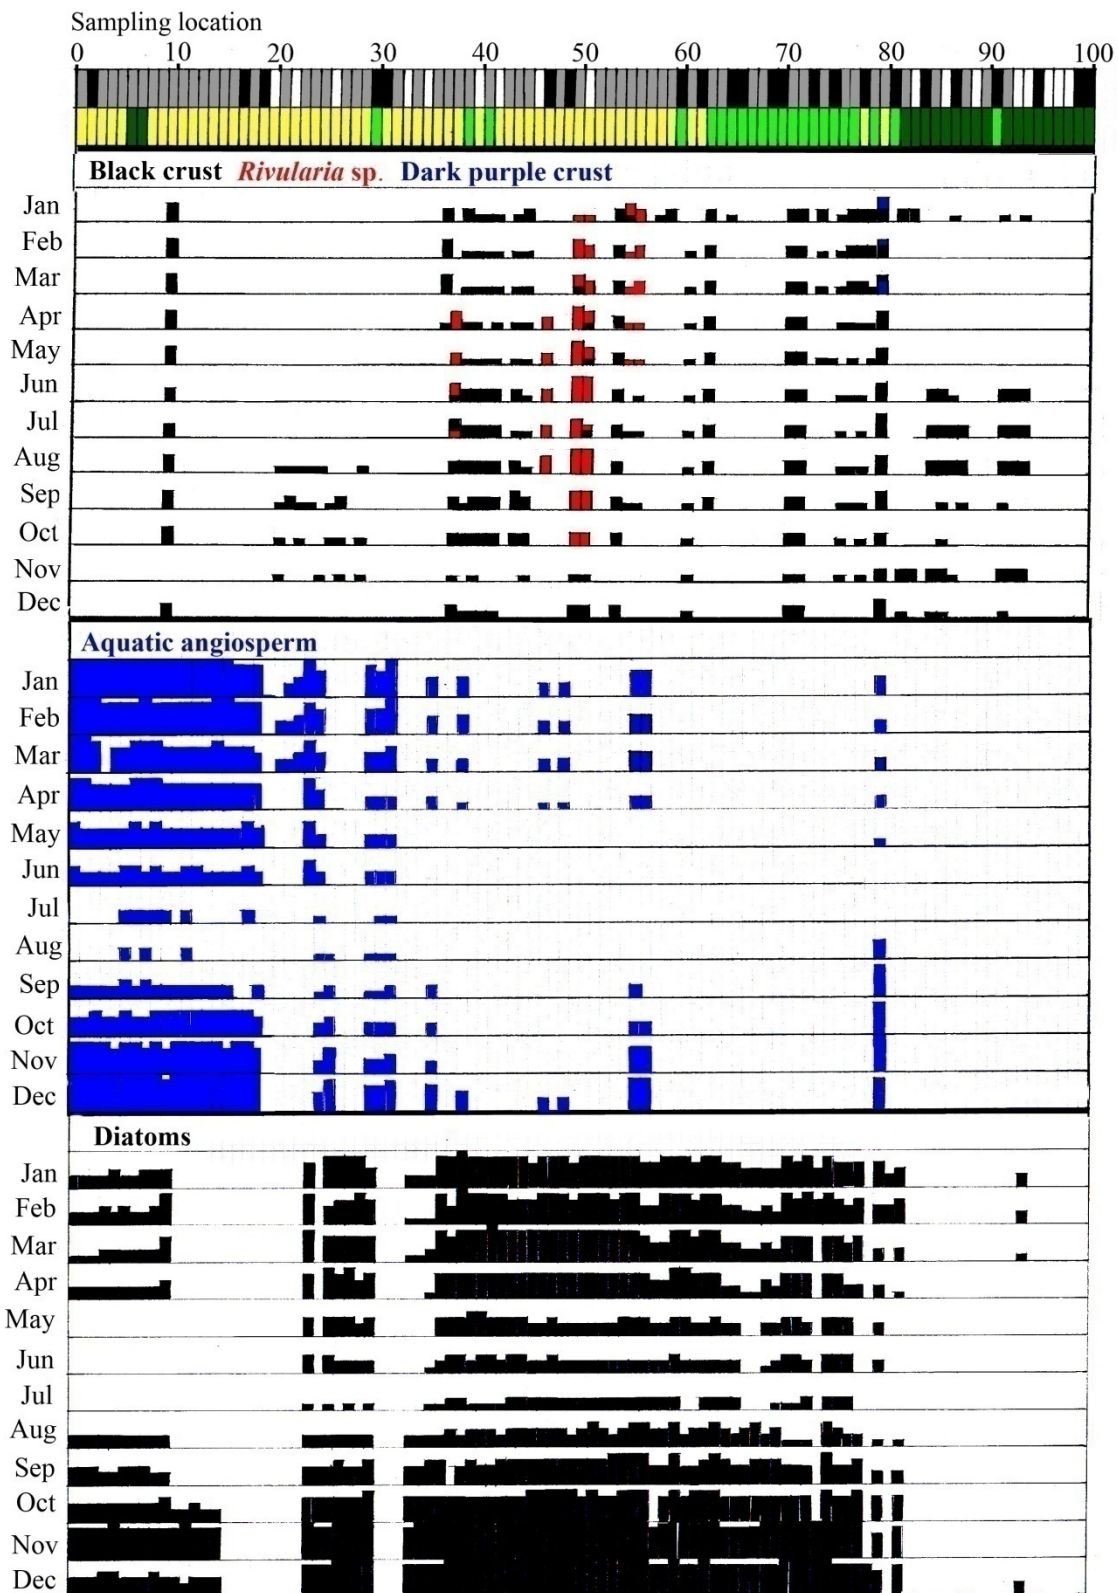 Sampling location
0 10 20 30 40 50 60 70 80 90 100
Black crust Rivularia sp. Dark purple crust
Jan
Feb
Mar
Apr
May
Jun
Jul
Aug
Sep
Oct
Nov
Dec
Aquatic angiosperm
Jan
Feb
Mar
Apr
May
Jun
Jul
Aug
Sep
Oct
Nov
Dec
Diatoms
Jan
Feb
Mar
Apr
May
Jun
Jul
Aug
Sep
Oct
Nov
Dec